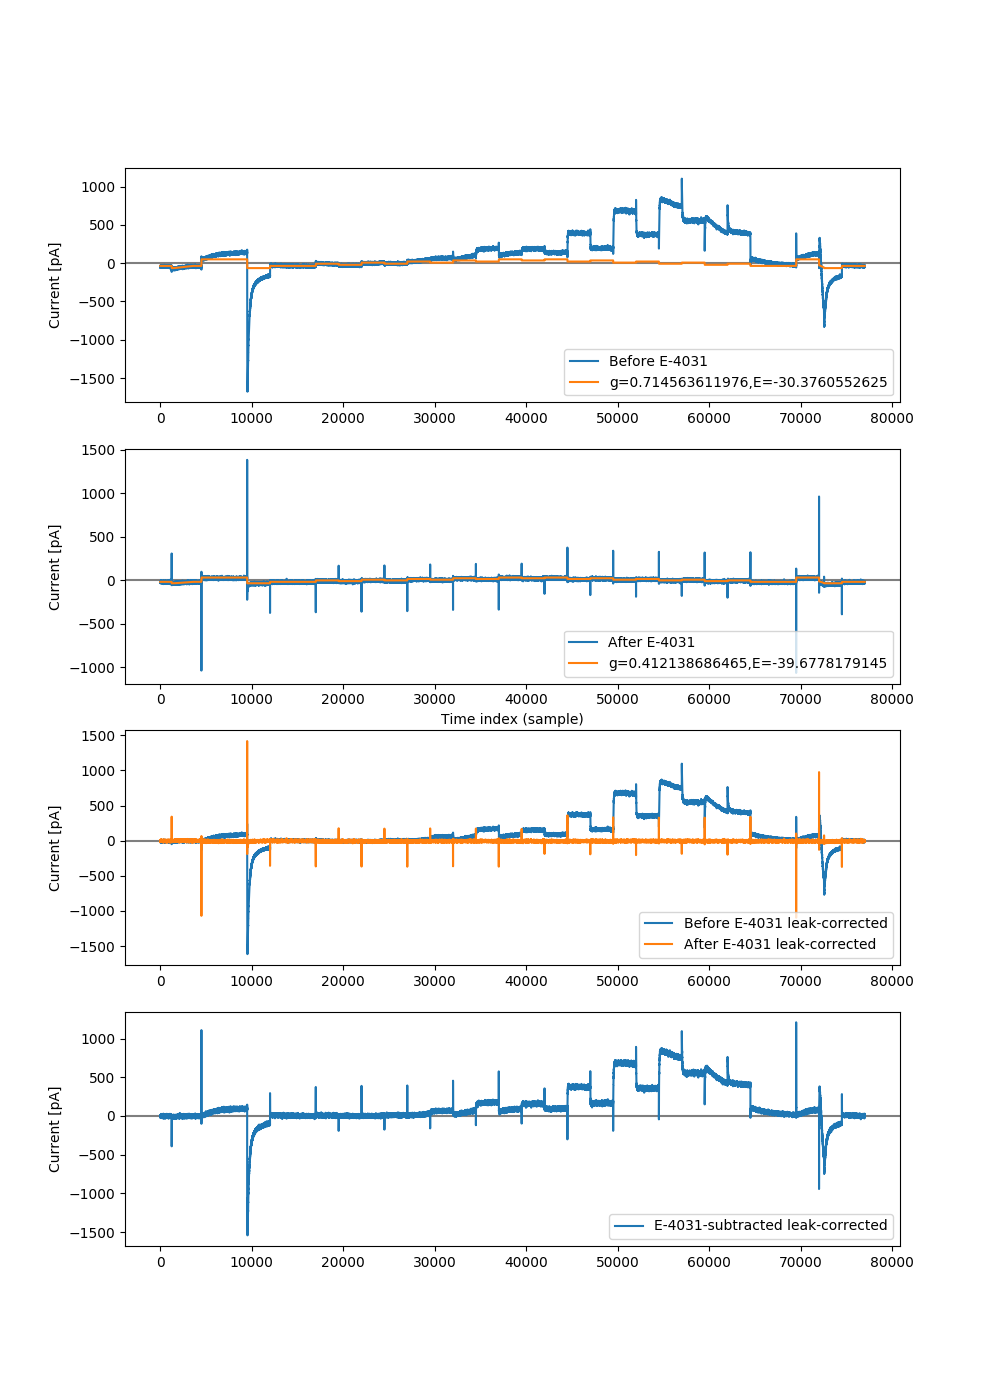 1000
500
0
−500
−1000
−1500
Current [pA]
Before E-4031
g=0.714563611976,E=-30.3760552625
0 10000 20000 30000 40000 50000 60000 70000 80000
1500
1000
500
0
−500
−1000
Current [pA]
After E-4031
g=0.412138686465,E=-39.6778179145
0 10000 20000 30000 40000 50000 60000 70000 80000
Time index (sample)
1500
1000
500
0
−500
−1000
−1500
Current [pA]
Before E-4031 leak-corrected
After E-4031 leak-corrected
0 10000 20000 30000 40000 50000 60000 70000 80000
1000
500
0
−500
−1000
−1500
Current [pA]
E-4031-subtracted leak-corrected
0 10000 20000 30000 40000 50000 60000 70000 80000